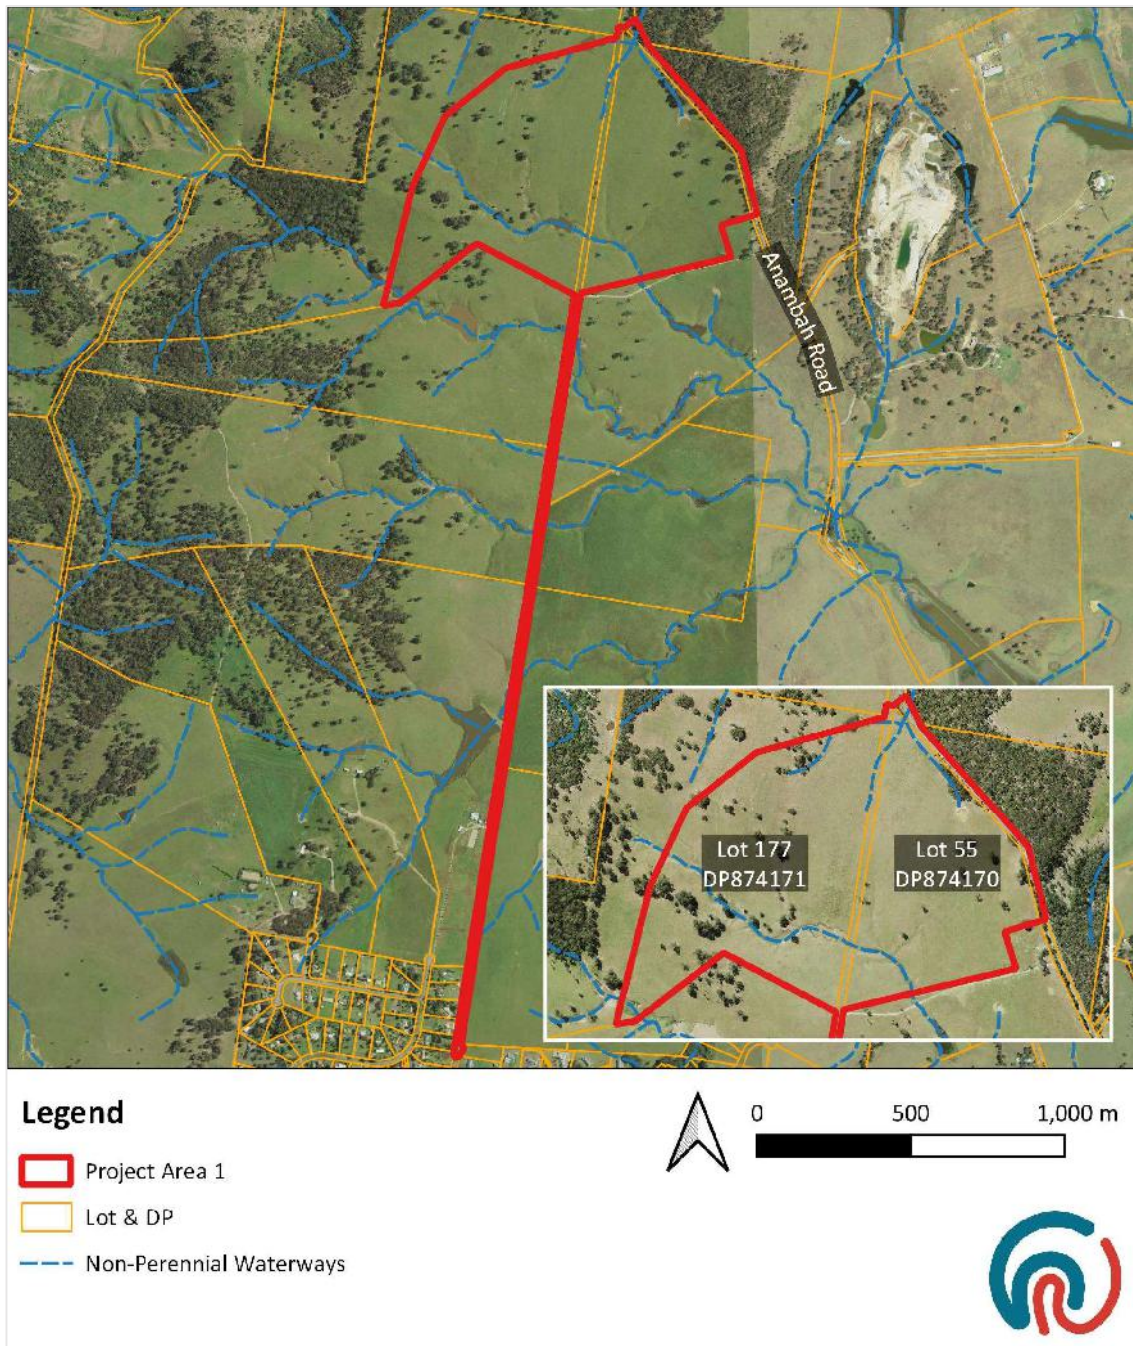 Anambah Road
Lot 177
DP874171
Lot 55
DP874170
Legend
Project Area 1
Lot & DP
Non-Perennial Waterways
0 500 1,000 m